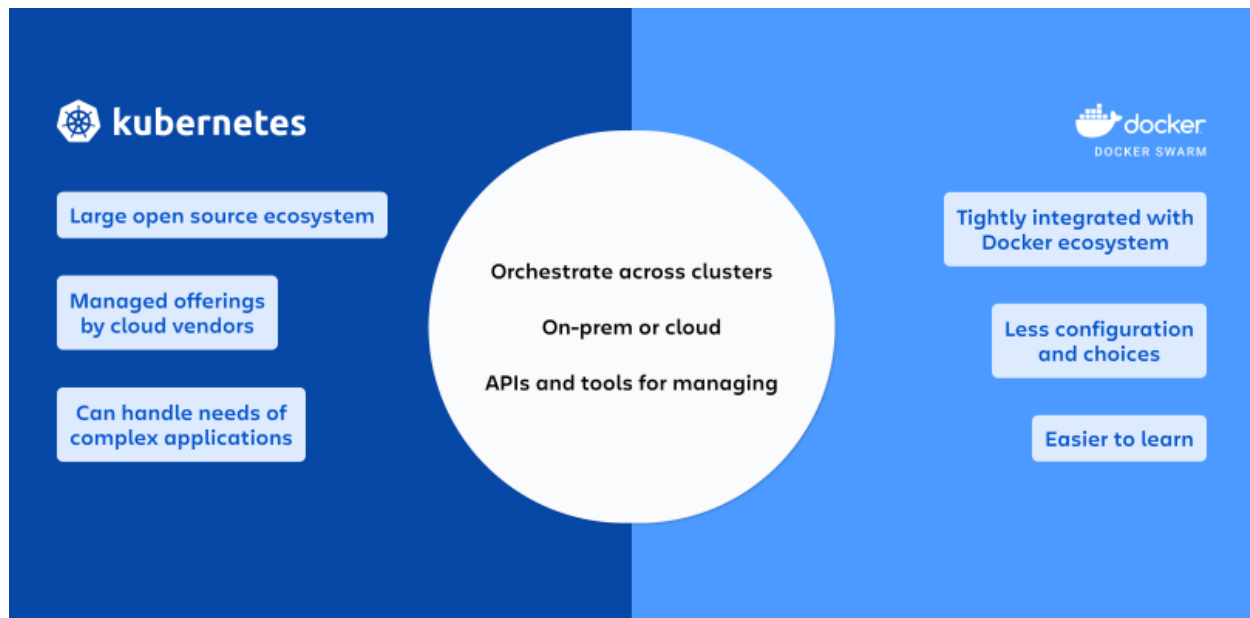 kubernetes
Large open source ecosystem
Managed offerings
by cloud vendors
Can handle needs of
complex applications
Orchestrate across clusters
On-prem or cloud
APIs and tools for managing
docker
DOCKER SWARM
Tightly integrated with
Docker ecosystem
Less configuration
and choices
Easier to learn